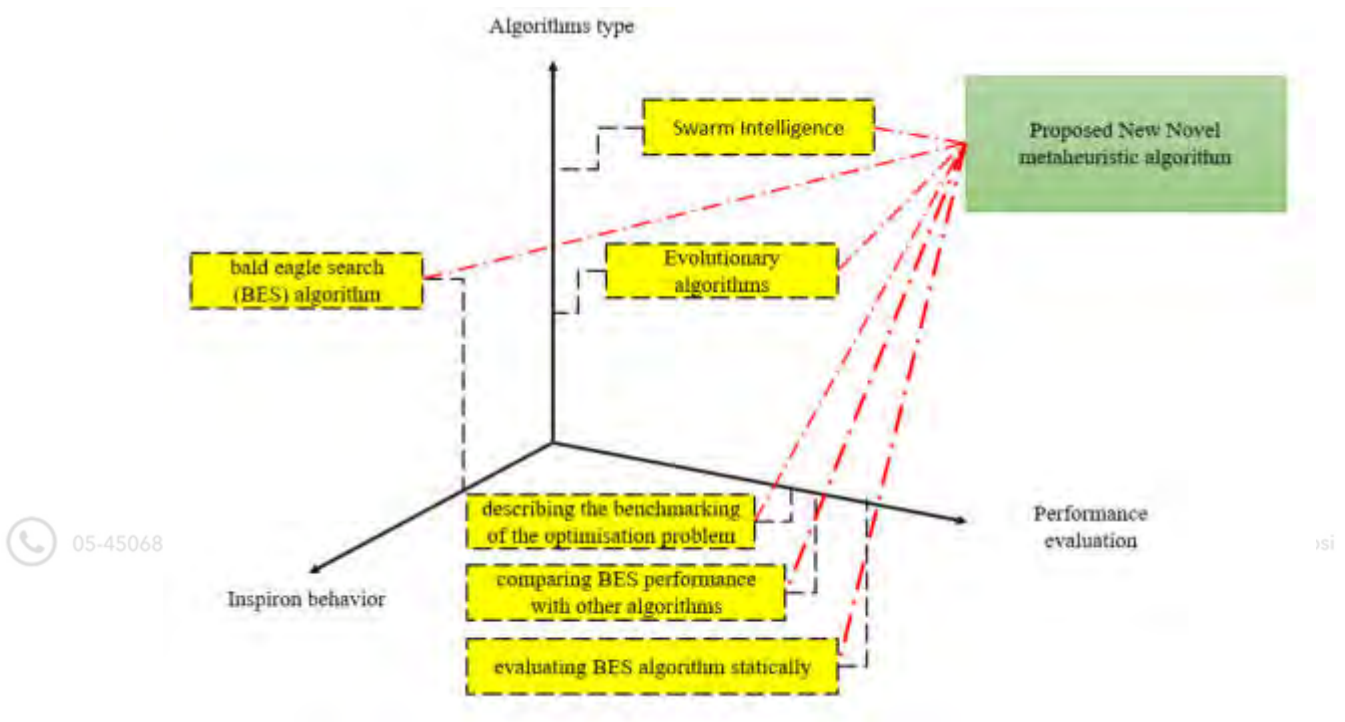 Algorithms type
Swarm Intelligence
Proposed New Novel
metaheuristic algorithm
Evolutionary
algorithms
bald eagle search
(BES) algorithm
describing the benchmarking
of the optimisation problem
Performance
evaluation
05-45068
comparing BES performance
with other algorithms
Inspiron behavior
evaluating BES algorithm statically